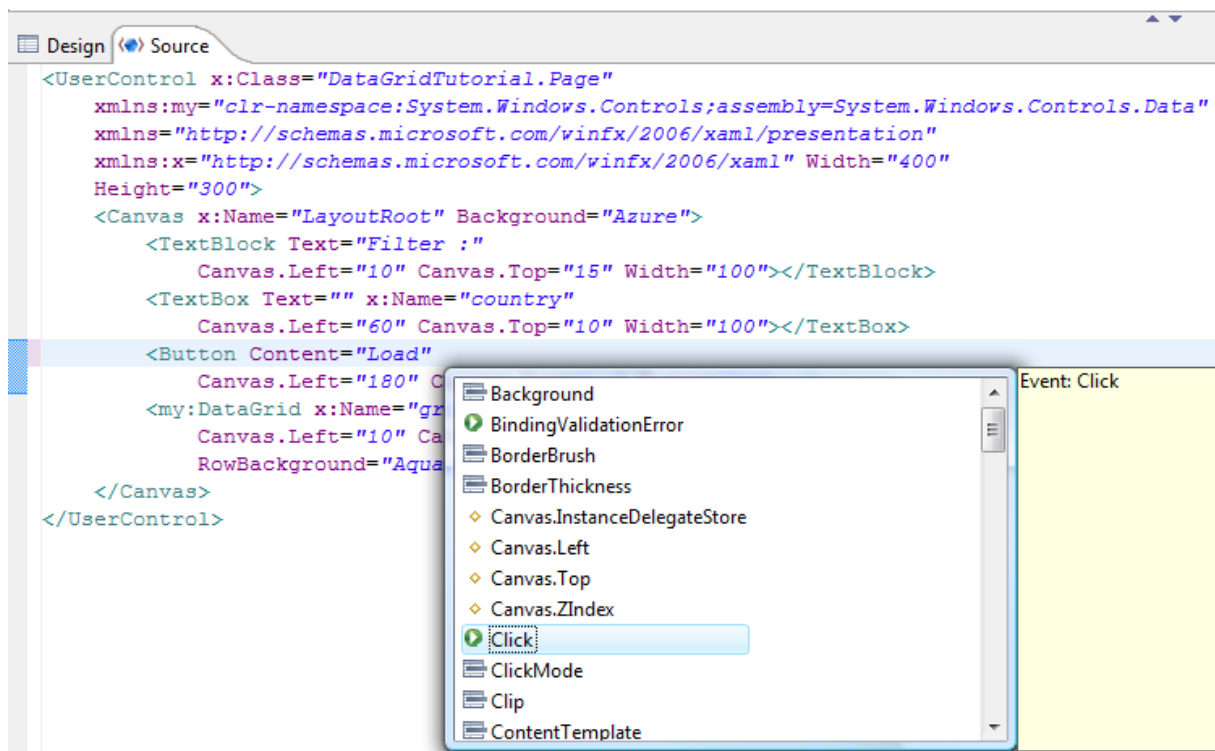 Design Source
<UserControl x:Class="DataGridTutorial.Page"
xmlns:my="clr-namespace:System.Windows.Controls;assembly=System.Windows.Controls.Data"
xmlns="http://schemas.microsoft.com/winfx/2006/xaml/presentation"
xmlns:x="http://schemas.microsoft.com/winfx/2006/xaml" Width="400"
Height="300">
<Canvas x:Name="LayoutRoot" Background="Azure">
<TextBlock Text="Filter :"
Canvas.Left="10" Canvas.Top="15" Width="100"></TextBlock>
<TextBox Text="" x:Name="country"
Canvas.Left="60" Canvas.Top="10" Width="100"></TextBox>
<Button Content="Load"
Canvas.Left="180" C
<my:DataGrid x:Name="gr
Canvas.Left="10" Ca
RowBackground="Aqua
</Canvas>
</UserControl>
Background
BindingValidationError
BorderBrush
BorderThickness
Canvas.InstanceDelegateStore
Canvas.Left
Canvas.Top
Canvas.ZIndex
Click
ClickMode
Clip
ContentTemplate
Event: Click